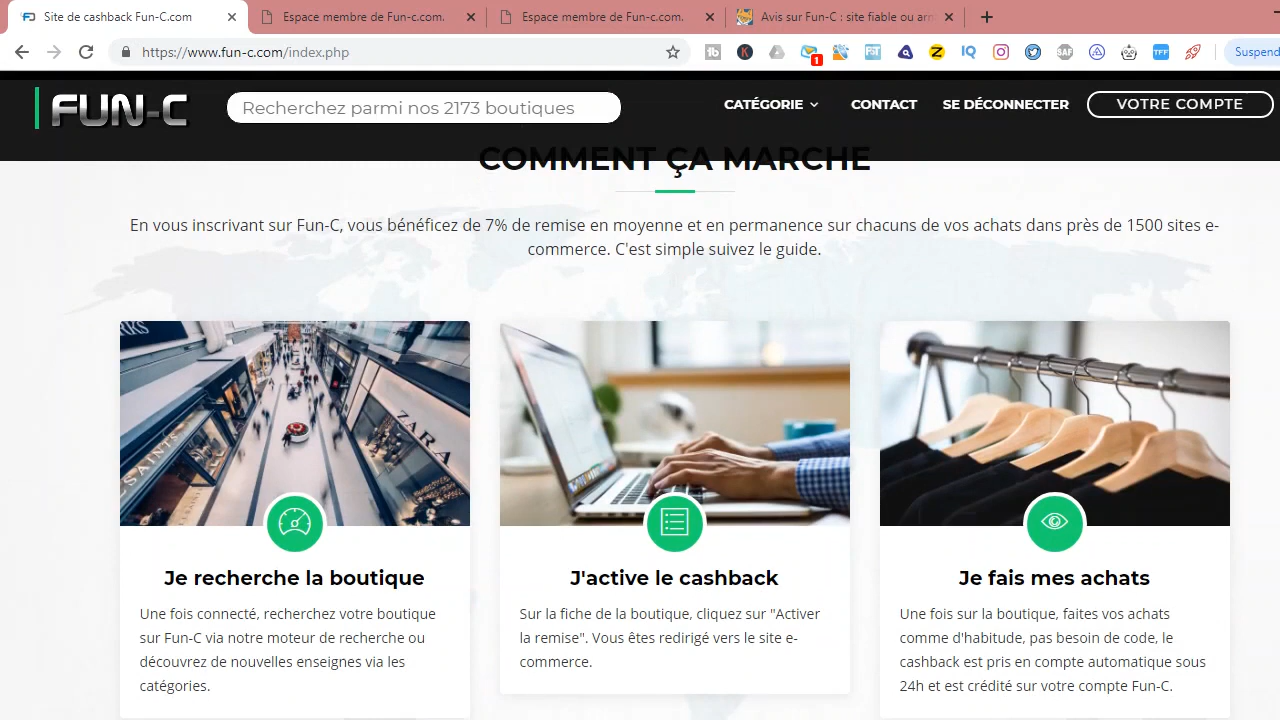 Site de cashback Fun-C.com
Espace membre de Fun-c.com.
Espace membre de Fun-c.com.
Avis sur Fun-C : site fiable ou arn
https://www.fun-c.com/index.php
1
Suspend
FUN-C
Recherchez parmi nos 2173 boutiques
CATÉGORIE
CONTACT
SE DÉCONNECTER
VOTRE COMPTE
COMMENT ÇA MARCHE
En vous inscrivant sur Fun-C, vous bénéficez de 7% de remise en moyenne et en permanence sur chacuns de vos achats dans près de 1500 sites e-
commerce. C'est simple suivez le guide.
ZARA
Je recherche la boutique
Une fois connecté, recherchez votre boutique
sur Fun-C via notre moteur de recherche ou
découvrez de nouvelles enseignes via les
catégories.
J'active le cashback
Sur la fiche de la boutique, cliquez sur "Activer
la remise". Vous êtes redirigé vers le site e-
commerce.
Je fais mes achats
Une fois sur la boutique, faites vos achats
comme d'habitude, pas besoin de code, le
cashback est pris en compte automatique sous
24h et est crédité sur votre compte Fun-C.